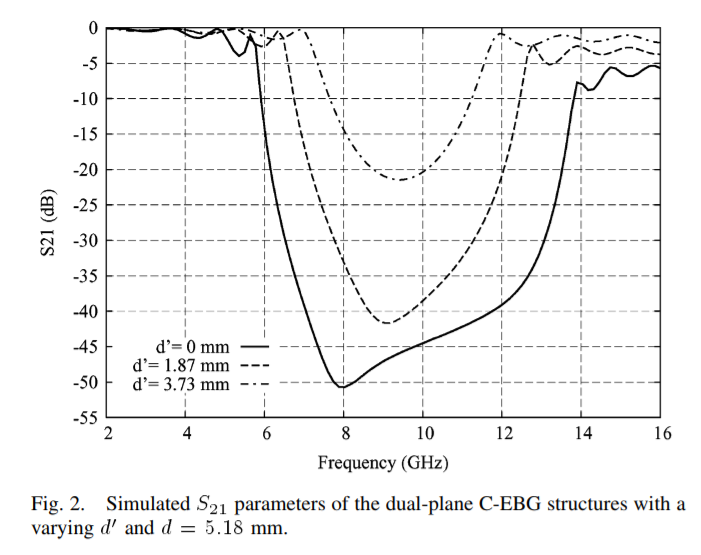 0
-5
-10
-15
-20
-25
-30
-35
-40
-45
-50
-55
S21 (dB)
d'= 0 mm
d'= 1.87 mm
d'= 3.73 mm
2 4 6 8 10 12 14 16
Frequency (GHz)
Fig. 2. Simulated S21 parameters of the dual-plane C-EBG structures with a
varying d′ and d = 5.18 mm.